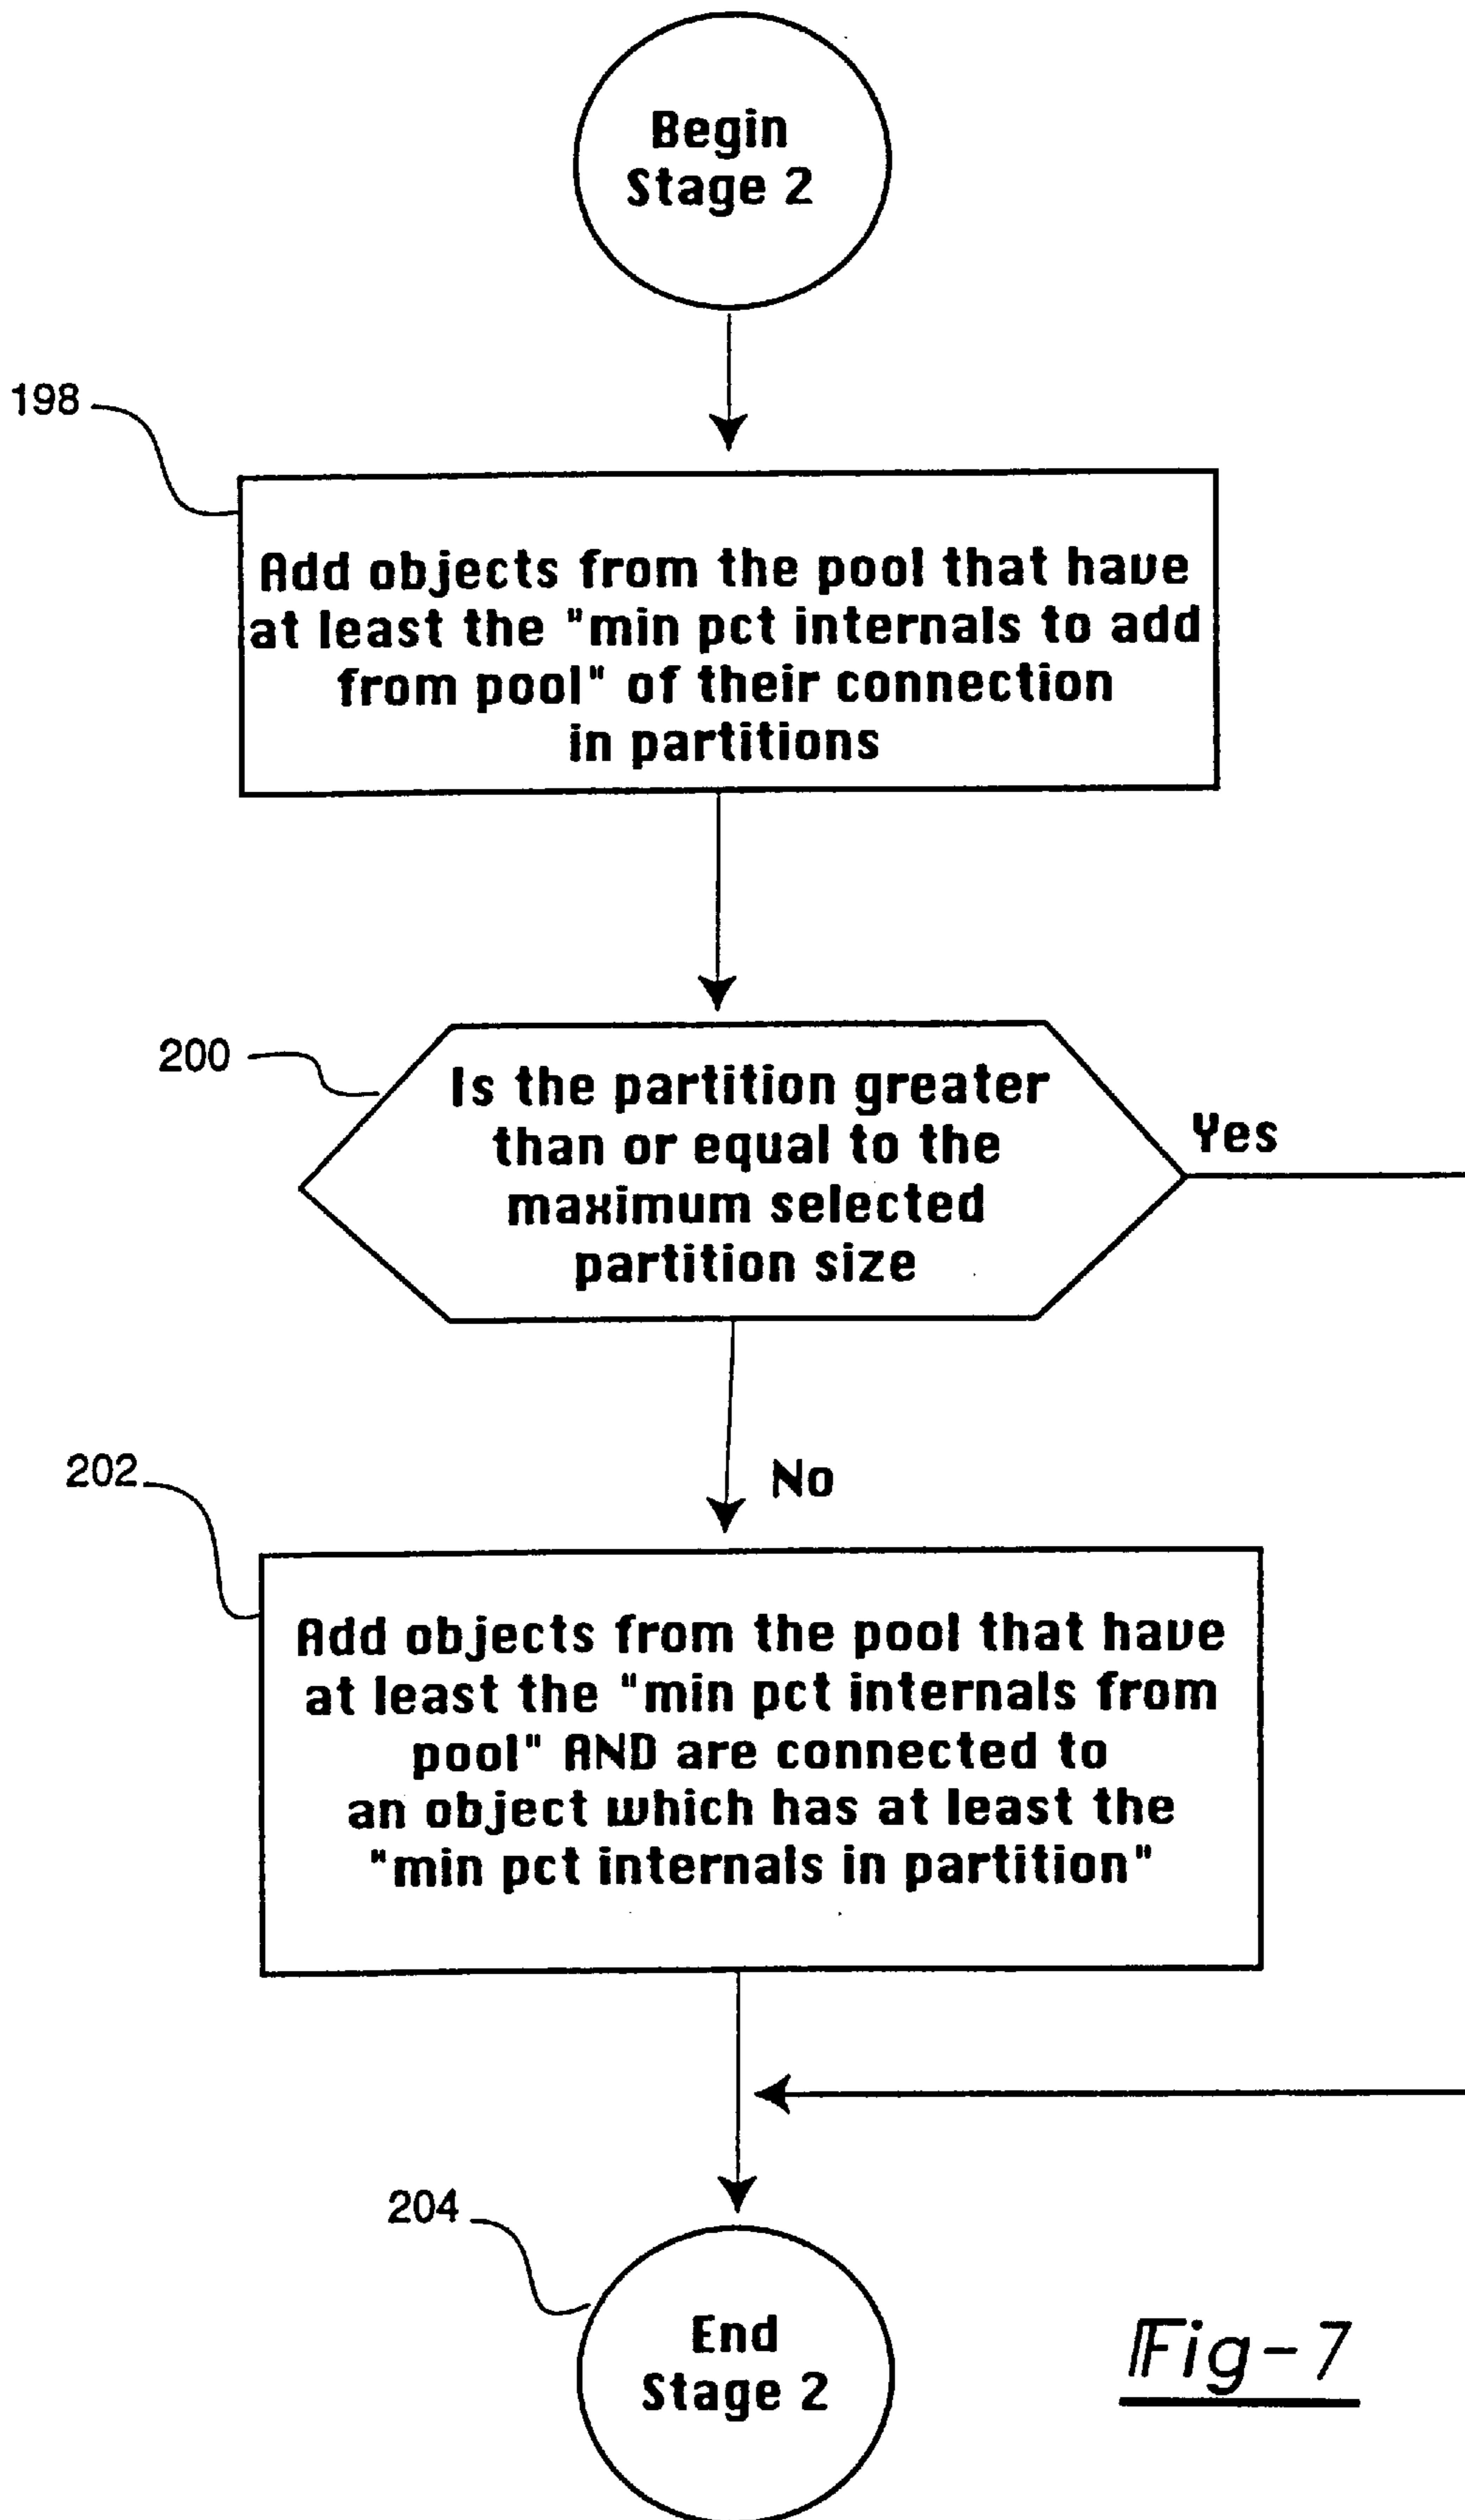 Begin
Stage 2
198
Add objects from the pool that have
at least the "min pct internals to add
from pool" of their connection
in partitions
200
Is the partition greater
than or equal to the
maximum selected
partition size
Yes
No
202
Add objects from the pool that have
at least the "min pct internals from
pool" AND are connected to
an object which has at least the
"min pct internals in partition"
204
End
Stage 2
Fig-7